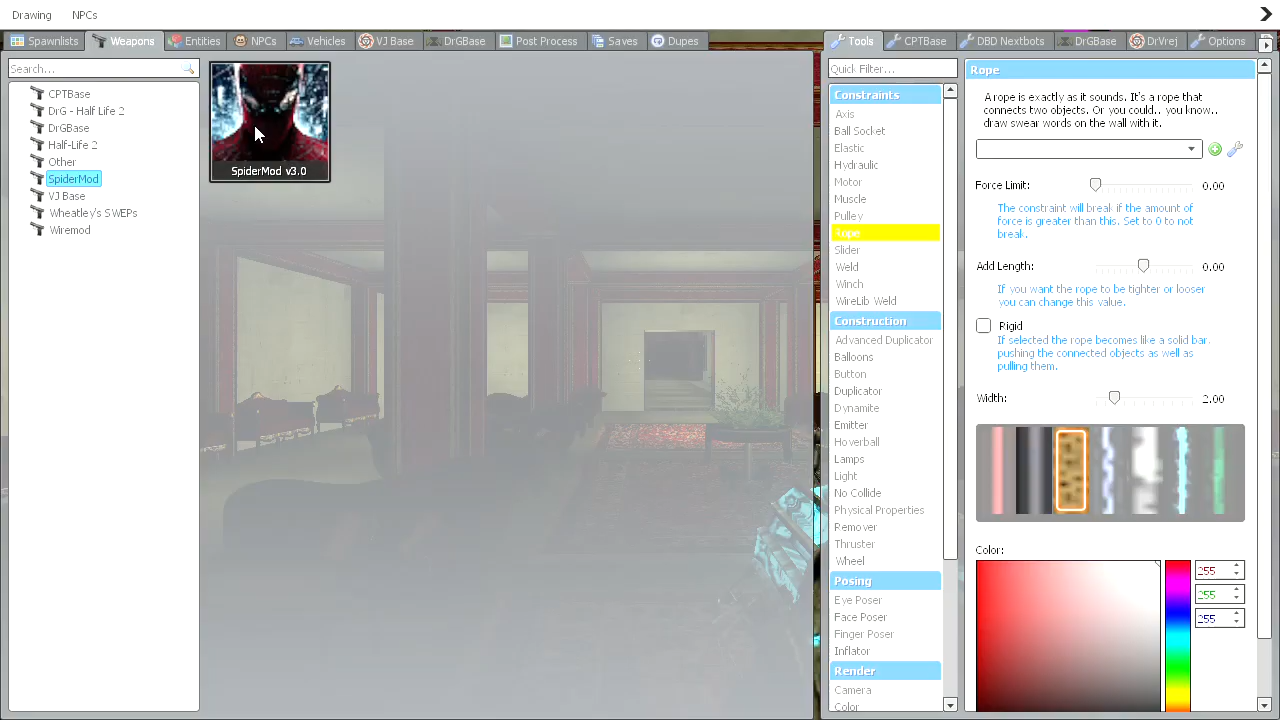 Drawing NPCs
Spawnlists Weapons Entities NPCs Vehicles VJ Base DrGBase Post Process Saves Dupes
Tools CPTBase DBD Nextbots DrGBase DrVrej Options
Search...
CPTBase
DrG - Half Life 2
DrGBase
Half-Life 2
Other
SpiderMod
VJ Base
Wheatley's SWEPs
Wiremod
SpiderMod v3.0
Quick Filter...
Constraints
Axis
Ball Socket
Elastic
Hydraulic
Motor
Muscle
Pulley
Rope
Slider
Weld
Winch
WireLib Weld
Construction
Advanced Duplicator
Balloons
Button
Duplicator
Dynamite
Emitter
Hoverball
Lamps
Light
No Collide
Physical Properties
Remover
Thruster
Wheel
Posing
Eye Poser
Face Poser
Finger Poser
Inflator
Render
Camera
Color
Rope
A rope is exactly as it sounds. It's a rope that
connects two objects. Or you could.. you know..
draw swear words on the wall with it.
Force Limit: 0.00
The constraint will break if the amount of
force is greater than this. Set to 0 to not
break.
Add Length: 0.00
If you want the rope to be tighter or looser
you can change this value.
Rigid
If selected the rope becomes like a solid bar,
pushing the connected objects as well as
pulling them.
Width: 2.00
Color:
255
255
255